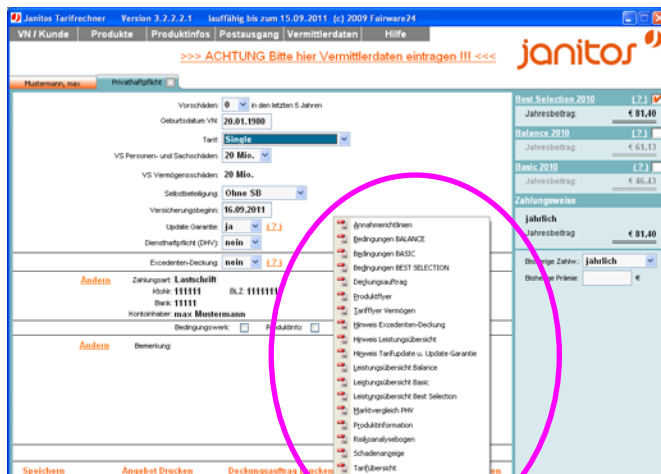 Janitos Tarifrechner Version 3.2.2.2.1 lauffähig bis zum 15.09.2011 (c) 2009 Fairware24
VN / Kunde Produkte Produktinfos Postausgang Vermittlerdaten Hilfe
>>> ACHTUNG Bitte hier Vermittlerdaten eintragen !!! <<<
janitos
Mustermann, max Privathaftpflicht
Vorschäden: 0 in den letzten 5 Jahren
Geburtsdatum VN: 20.01.1980
Tarif: Single
VS Personen- und Sachschäden: 20 Mio.
VS Vermögensschäden: 20 Mio.
Selbstbeteiligung: Ohne SB
Versicherungsbeginn: 16.09.2011
Update Garantie: ja (?)
Diensthaftpflicht (DHV): nein
Excedenten-Deckung: nein (?)
Ändern Zahlungsart: Lastschrift
KtoNr: 111111 BLZ: 1111111
Bank: 11111
Kontoinhaber: max Mustermann
Bedingungswerk: Produktinfo:
Ändern Bemerkung:
Annahmerichtlinien
Bedingungen BALANCE
Bedingungen BASIC
Bedingungen BEST SELECTION
Deckungsauftrag
Produktflyer
Tarifflyer Vermögen
Hinweis Excedenten-Deckung
Hinweis Leistungsübersicht
Hinweis Tarifupdate u. Update-Garantie
Leistungsübersicht Balance
Leistungsübersicht Basic
Leistungsübersicht Best Selection
Marktvergleich PHV
Produktinformation
Risikoanalysebogen
Schadenanzeige
Tarifübersicht
Best Selection 2010 (?)
Jahresbeitrag: € 81,40
Balance 2010 (?)
Jahresbeitrag: € 61,13
Basic 2010 (?)
Jahresbeitrag: € 46,43
Zahlungsweise
jährlich
Jahresbeitrag € 81,40
Bisherige Zahlw.: jährlich
Bisherige Prämie: €
Speichern Angebot Drucken Deckungsauftrag Drucken